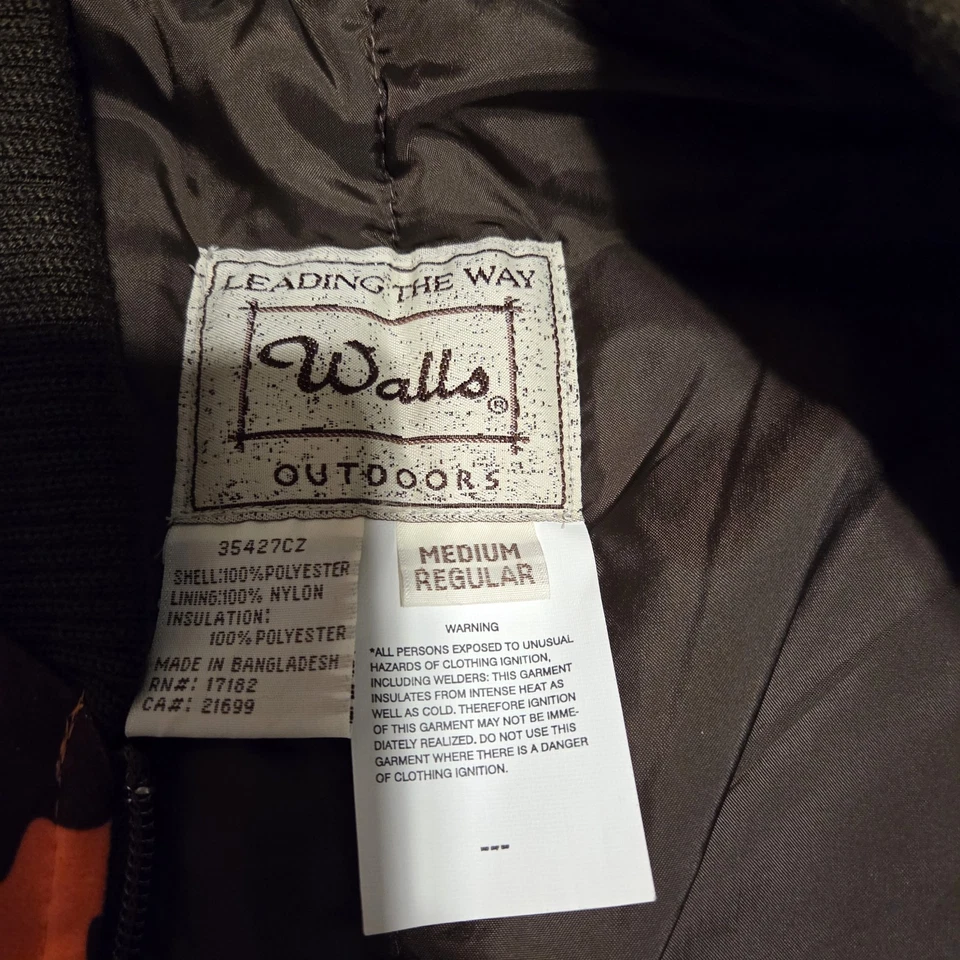 LEADING THE WAY
Walls®
OUTDOORS
35427CZ
SHELL:100%POLYESTER
LINING:100% NYLON
INSULATION:
100%POLYESTER
MADE IN BANGLADESH
RN#: 17182
CA#: 21699
MEDIUM
REGULAR
WARNING
*ALL PERSONS EXPOSED TO UNUSUAL
HAZARDS OF CLOTHING IGNITION,
INCLUDING WELDERS: THIS GARMENT
INSULATES FROM INTENSE HEAT AS
WELL AS COLD. THEREFORE IGNITION
OF THIS GARMENT MAY NOT BE IMME-
DIATELY REALIZED. DO NOT USE THIS
GARMENT WHERE THERE IS A DANGER
OF CLOTHING IGNITION.
---